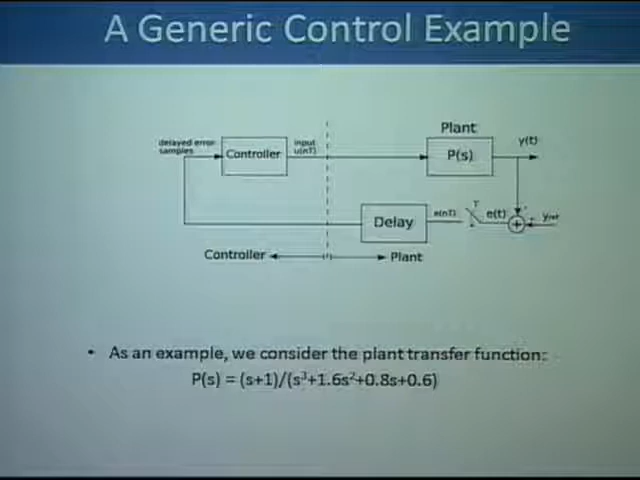 A Generic Control Example
Plant
delayed error
samples
Controller
input
u(nT)
P(s)
y(t)
Delay
e(nT)
T
e(t)
+
y_ref
Controller
Plant
• As an example, we consider the plant transfer function:
P(s) = (s+1)/(s³+1.6s²+0.8s+0.6)